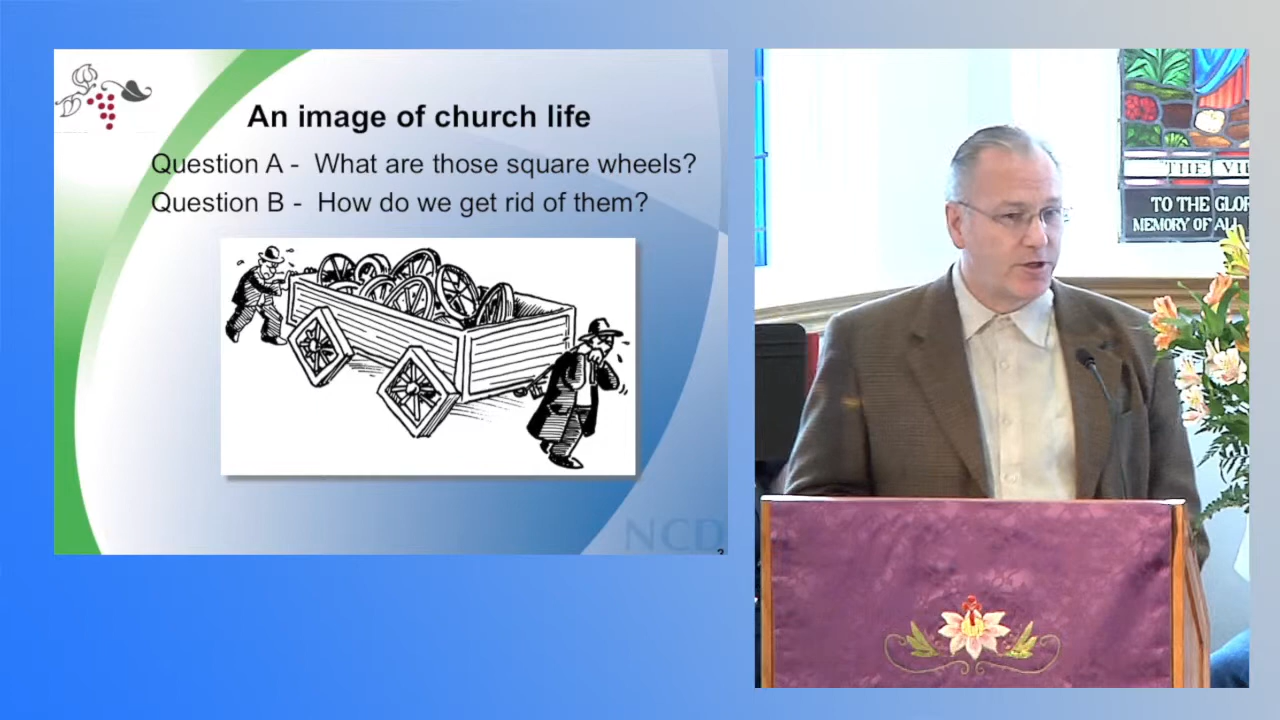 An image of church life
Question A - What are those square wheels?
Question B - How do we get rid of them?
NCD
3
THE
TO THE GLOR
MEMORY OF ALL